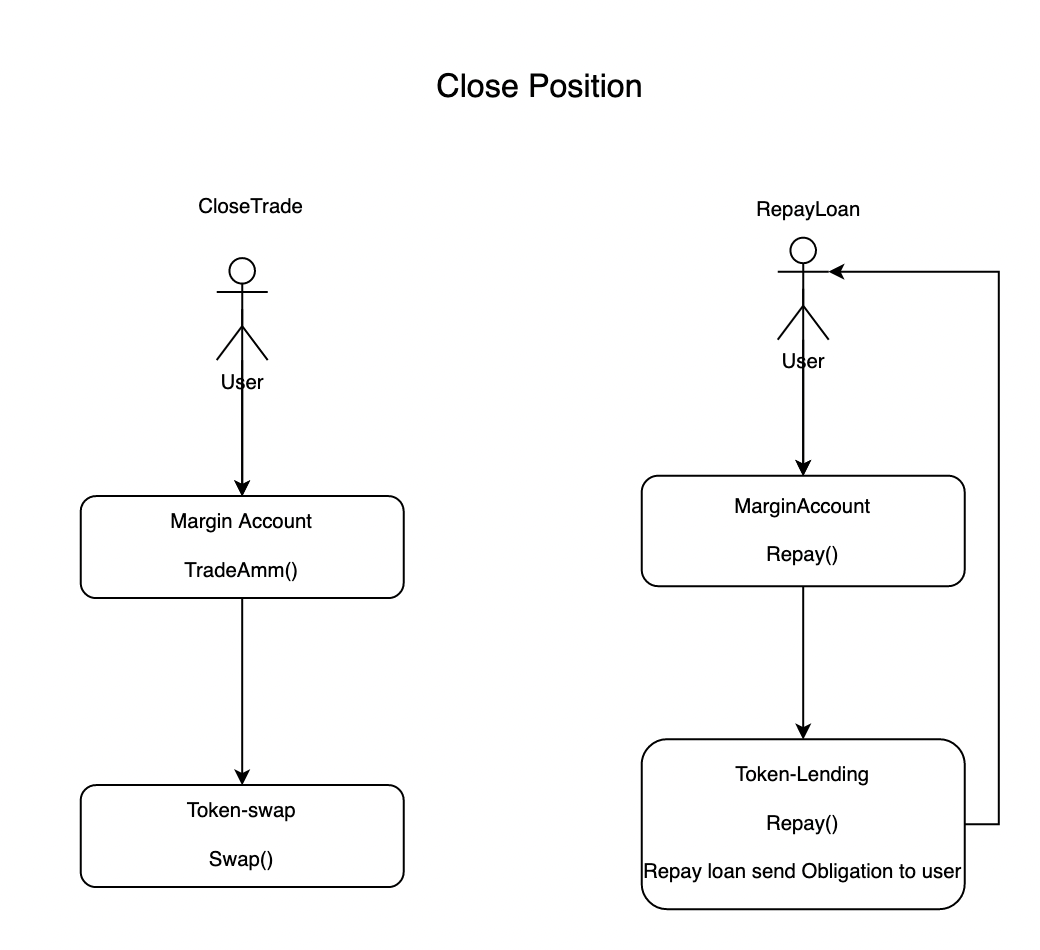 Close Position
CloseTrade
User
Margin Account
TradeAmm()
Token-swap
Swap()
RepayLoan
User
MarginAccount
Repay()
Token-Lending
Repay()
Repay loan send Obligation to user